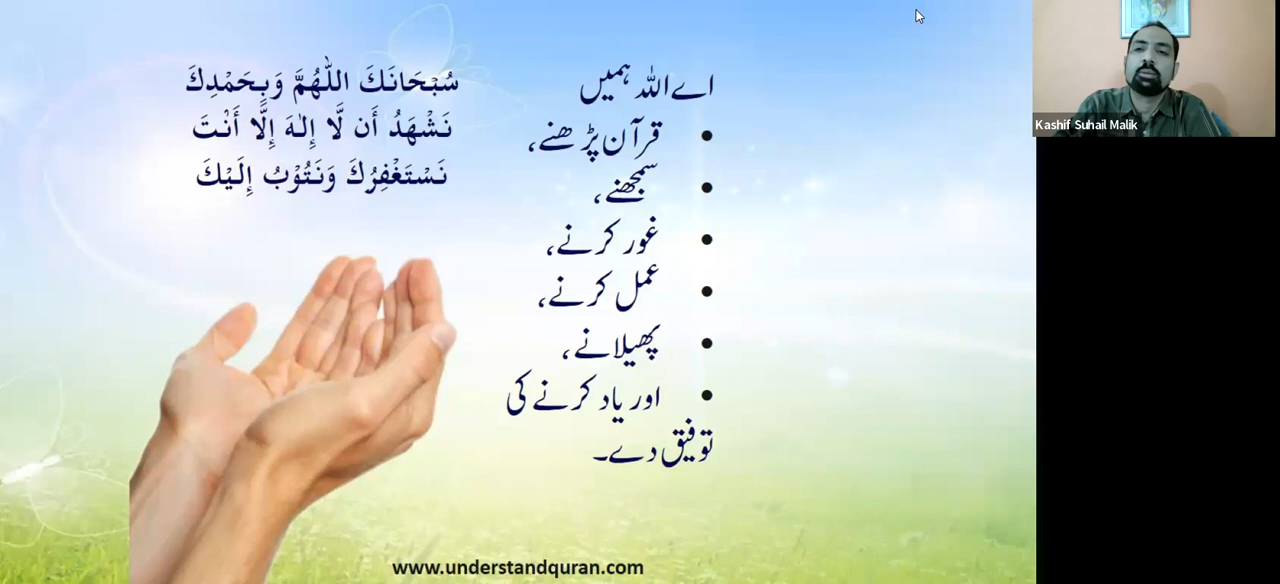 سُبْحَانَكَ اللّٰهُمَّ وَبِحَمْدِكَ
نَشْهَدُ أَن لَّا إِلٰهَ إِلَّا أَنْتَ
نَسْتَغْفِرُكَ وَنَتُوْبُ إِلَيْكَ
اے اللہ ہمیں
• قرآن پڑھنے،
• سمجھنے،
• غور کرنے،
• عمل کرنے،
• پھیلانے،
• اور یاد کرنے کی
توفیق دے۔
www.understandquran.com
Kashif Suhail Malik